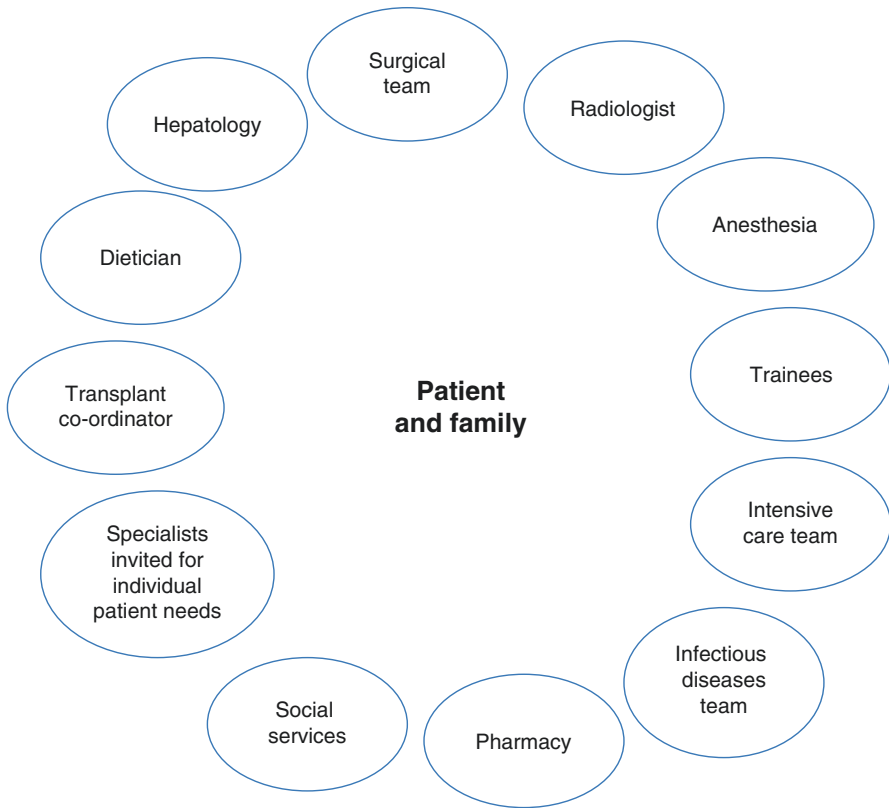 Surgical
team
Radiologist
Hepatology
Anesthesia
Dietician
Trainees
Transplant
co-ordinator
Patient
and family
Intensive
care team
Specialists
invited for
individual
patient needs
Infectious
diseases
team
Social
services
Pharmacy